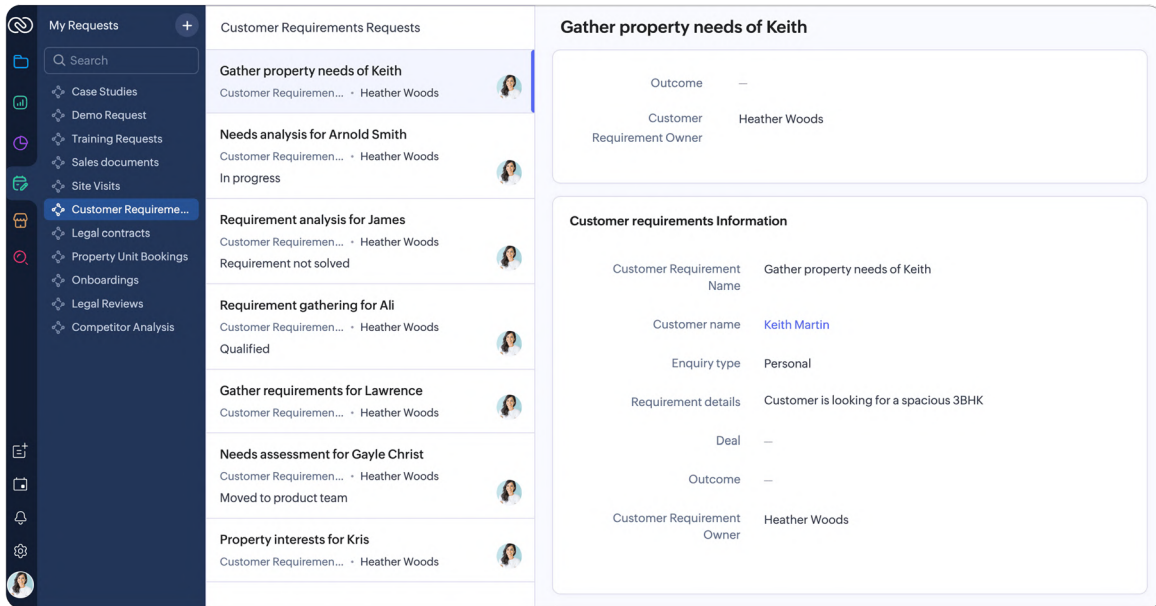 My Requests
+
Search
Case Studies
Demo Request
Training Requests
Sales documents
Site Visits
Customer Requireme...
Legal contracts
Property Unit Bookings
Onboardings
Legal Reviews
Competitor Analysis
Customer Requirements Requests
Gather property needs of Keith
Customer Requiremen... • Heather Woods
Needs analysis for Arnold Smith
Customer Requiremen... • Heather Woods
In progress
Requirement analysis for James
Customer Requiremen... • Heather Woods
Requirement not solved
Requirement gathering for Ali
Customer Requiremen... • Heather Woods
Qualified
Gather requirements for Lawrence
Customer Requiremen... • Heather Woods
Needs assessment for Gayle Christ
Customer Requiremen... • Heather Woods
Moved to product team
Property interests for Kris
Customer Requiremen... • Heather Woods
Gather property needs of Keith
Outcome —
Customer Heather Woods
Requirement Owner
Customer requirements Information
Customer Requirement Gather property needs of Keith
Name
Customer name Keith Martin
Enquiry type Personal
Requirement details Customer is looking for a spacious 3BHK
Deal —
Outcome —
Customer Requirement Heather Woods
Owner